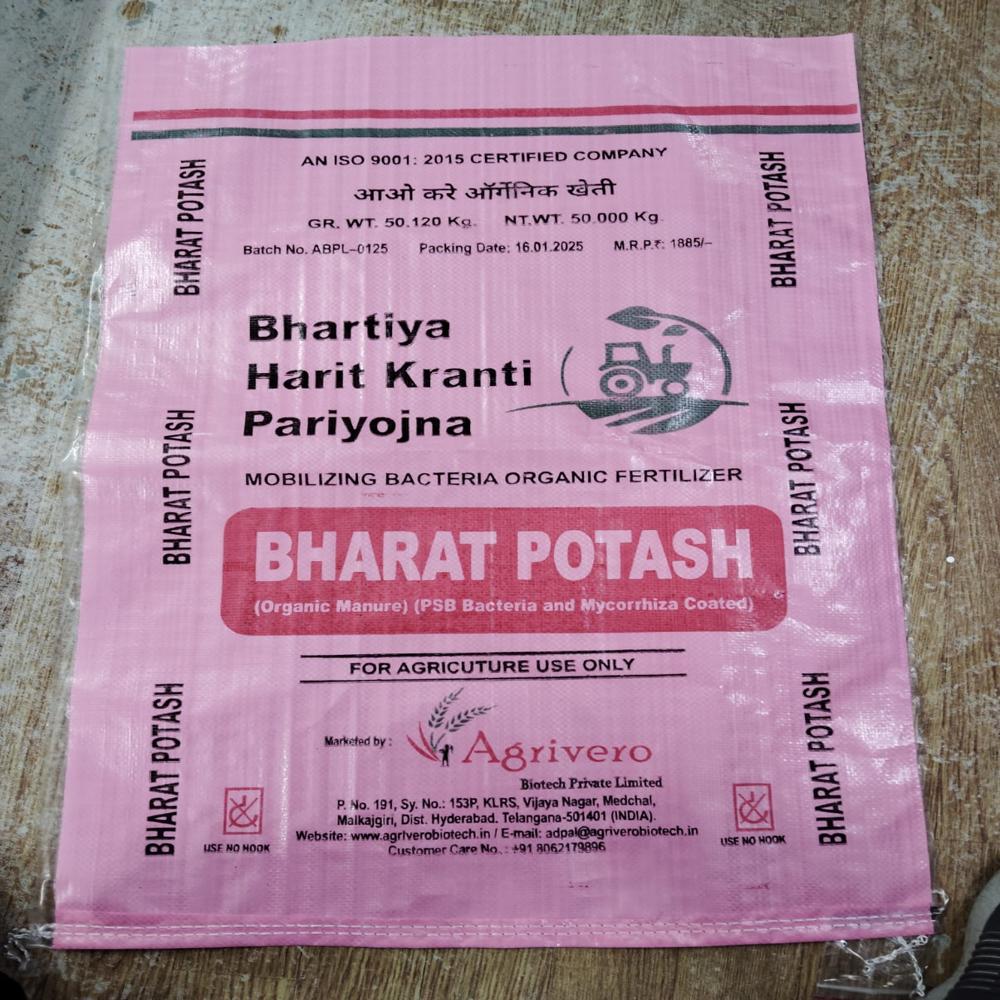 AN ISO 9001: 2015 CERTIFIED COMPANY
आओ करे ऑर्गेनिक खेती
GR. WT. 50.120 Kg. NT.WT. 50.000 Kg.
Batch No. ABPL-0125 Packing Date: 16.01.2025 M.R.P.₹: 1885/-
BHARAT POTASH
BHARAT POTASH
Bhartiya
Harit Kranti
Pariyojna
MOBILIZING BACTERIA ORGANIC FERTILIZER
BHARAT POTASH
BHARAT POTASH
BHARAT POTASH
(Organic Manure) (PSB Bacteria and Mycorrhiza Coated)
FOR AGRICUTURE USE ONLY
Marketed by :
Agrivero
Biotech Private Limited
P. No. 191, Sy. No.: 153P, KLRS, Vijaya Nagar, Medchal,
Malkajgiri, Dist. Hyderabad. Telangana-501401 (INDIA).
Website: www.agriverobiotech.in / E-mail: adpal@agriverobiotech.in
Customer Care No. : +91 8062179896
BHARAT POTASH
BHARAT POTASH
USE NO HOOK
USE NO HOOK